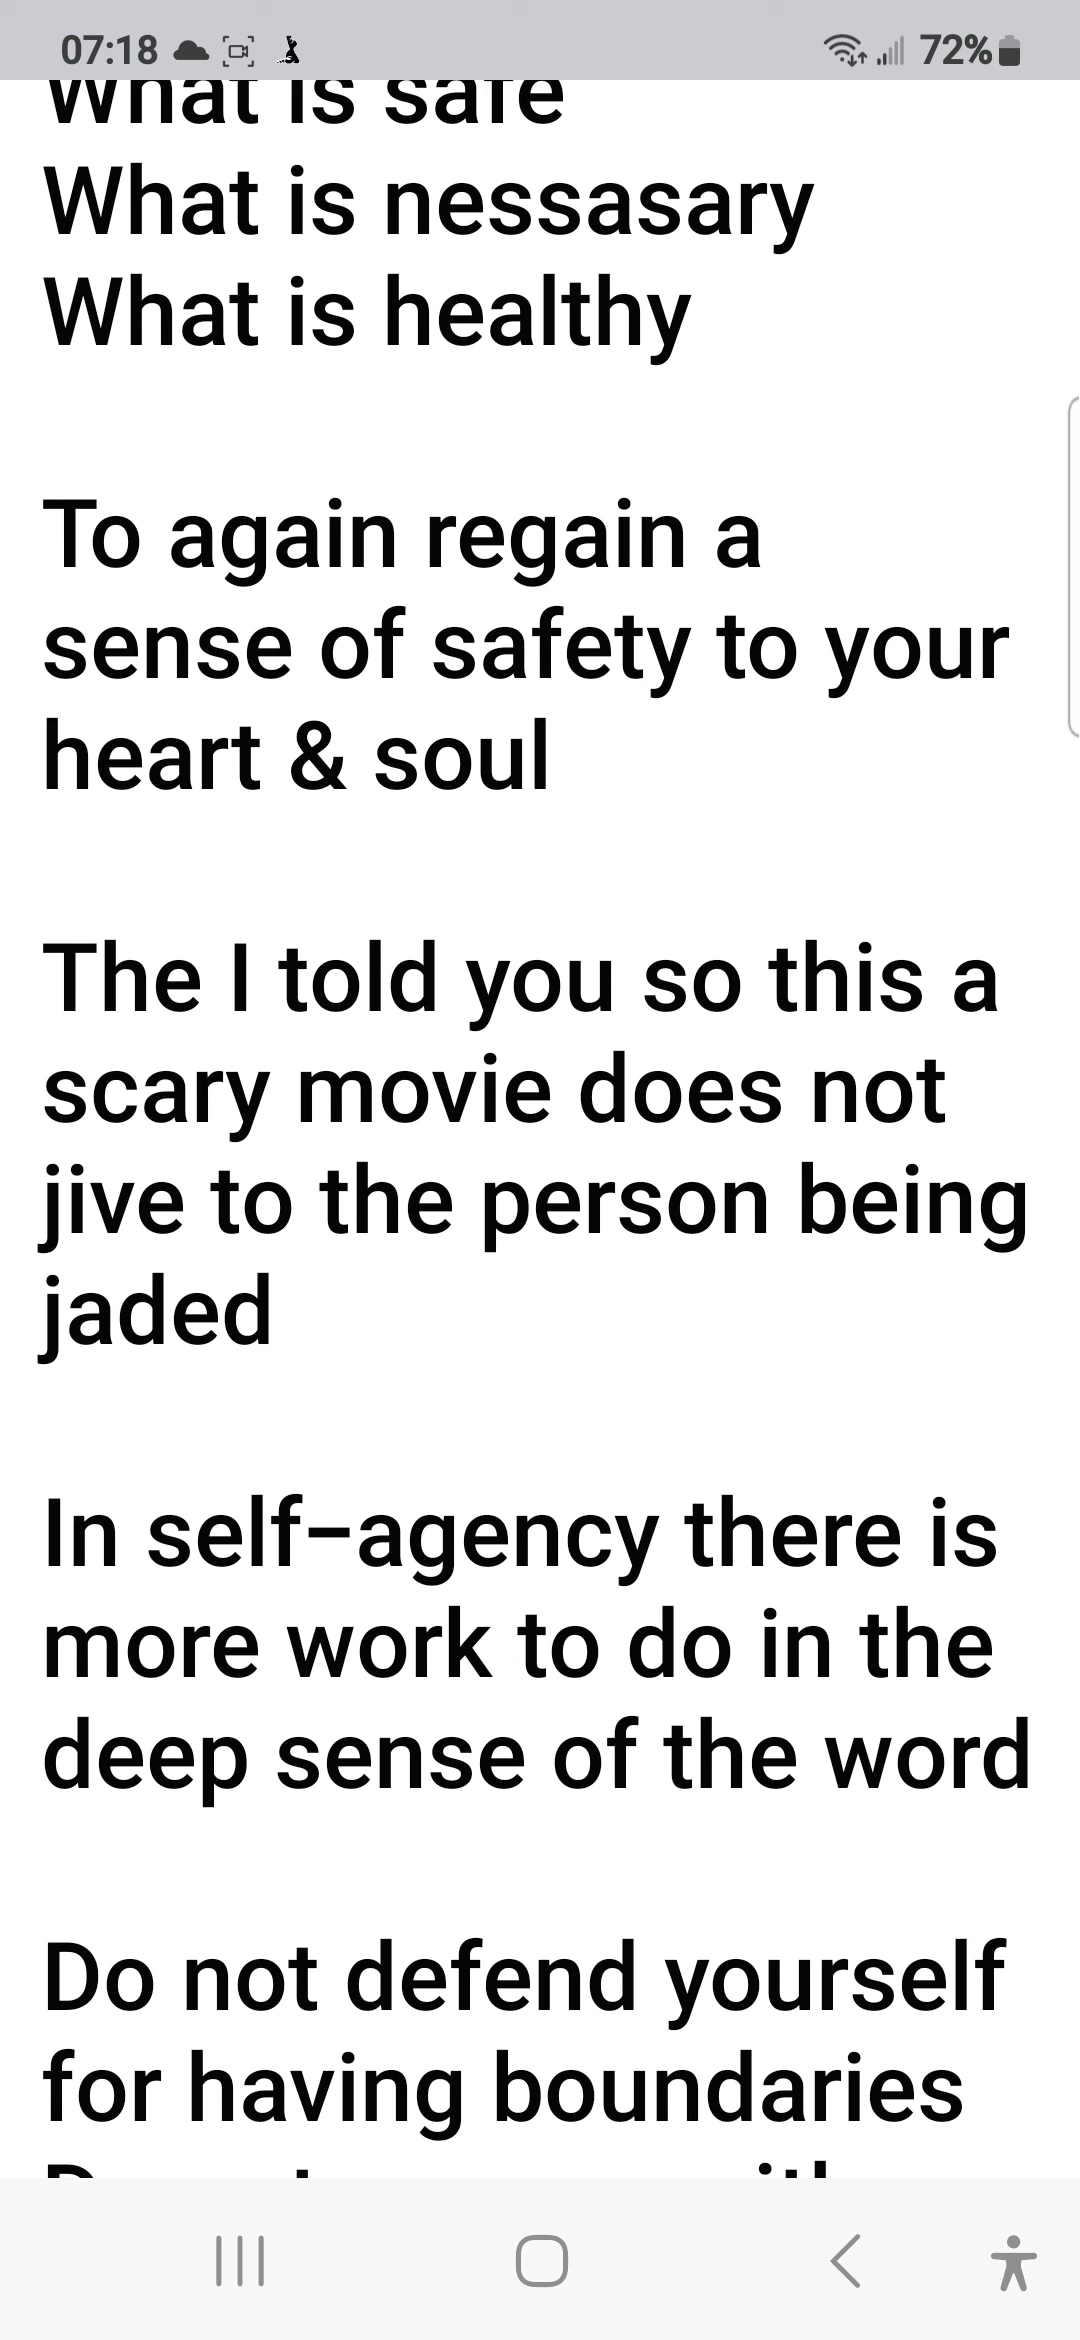 07:18
72%
What is safe
What is nessasary
What is healthy
To again regain a
sense of safety to your
heart & soul
The I told you so this a
scary movie does not
jive to the person being
jaded
In self-agency there is
more work to do in the
deep sense of the word
Do not defend yourself
for having boundaries